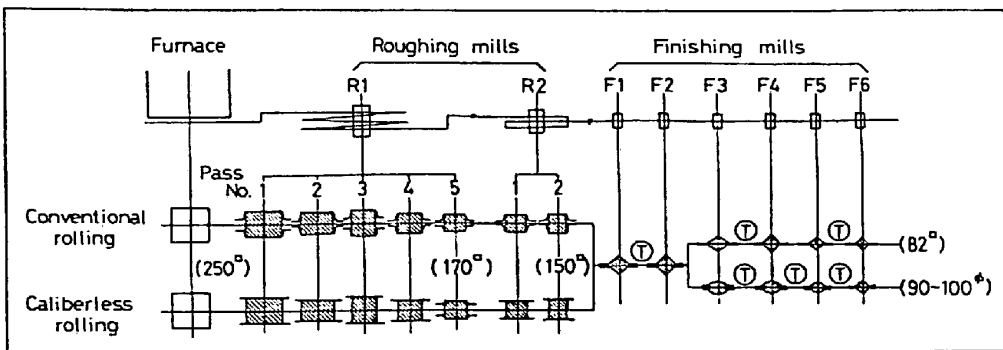 Furnace
Roughing mills
Finishing mills
R1
R2
F1 F2 F3 F4 F5 F6
Pass
No. 1 2 3 4 5 1 2
Conventional
rolling
(250□) (170□) (150□)
Caliberless
rolling
T T T
(82□)
T T T
(90~100ϕ)